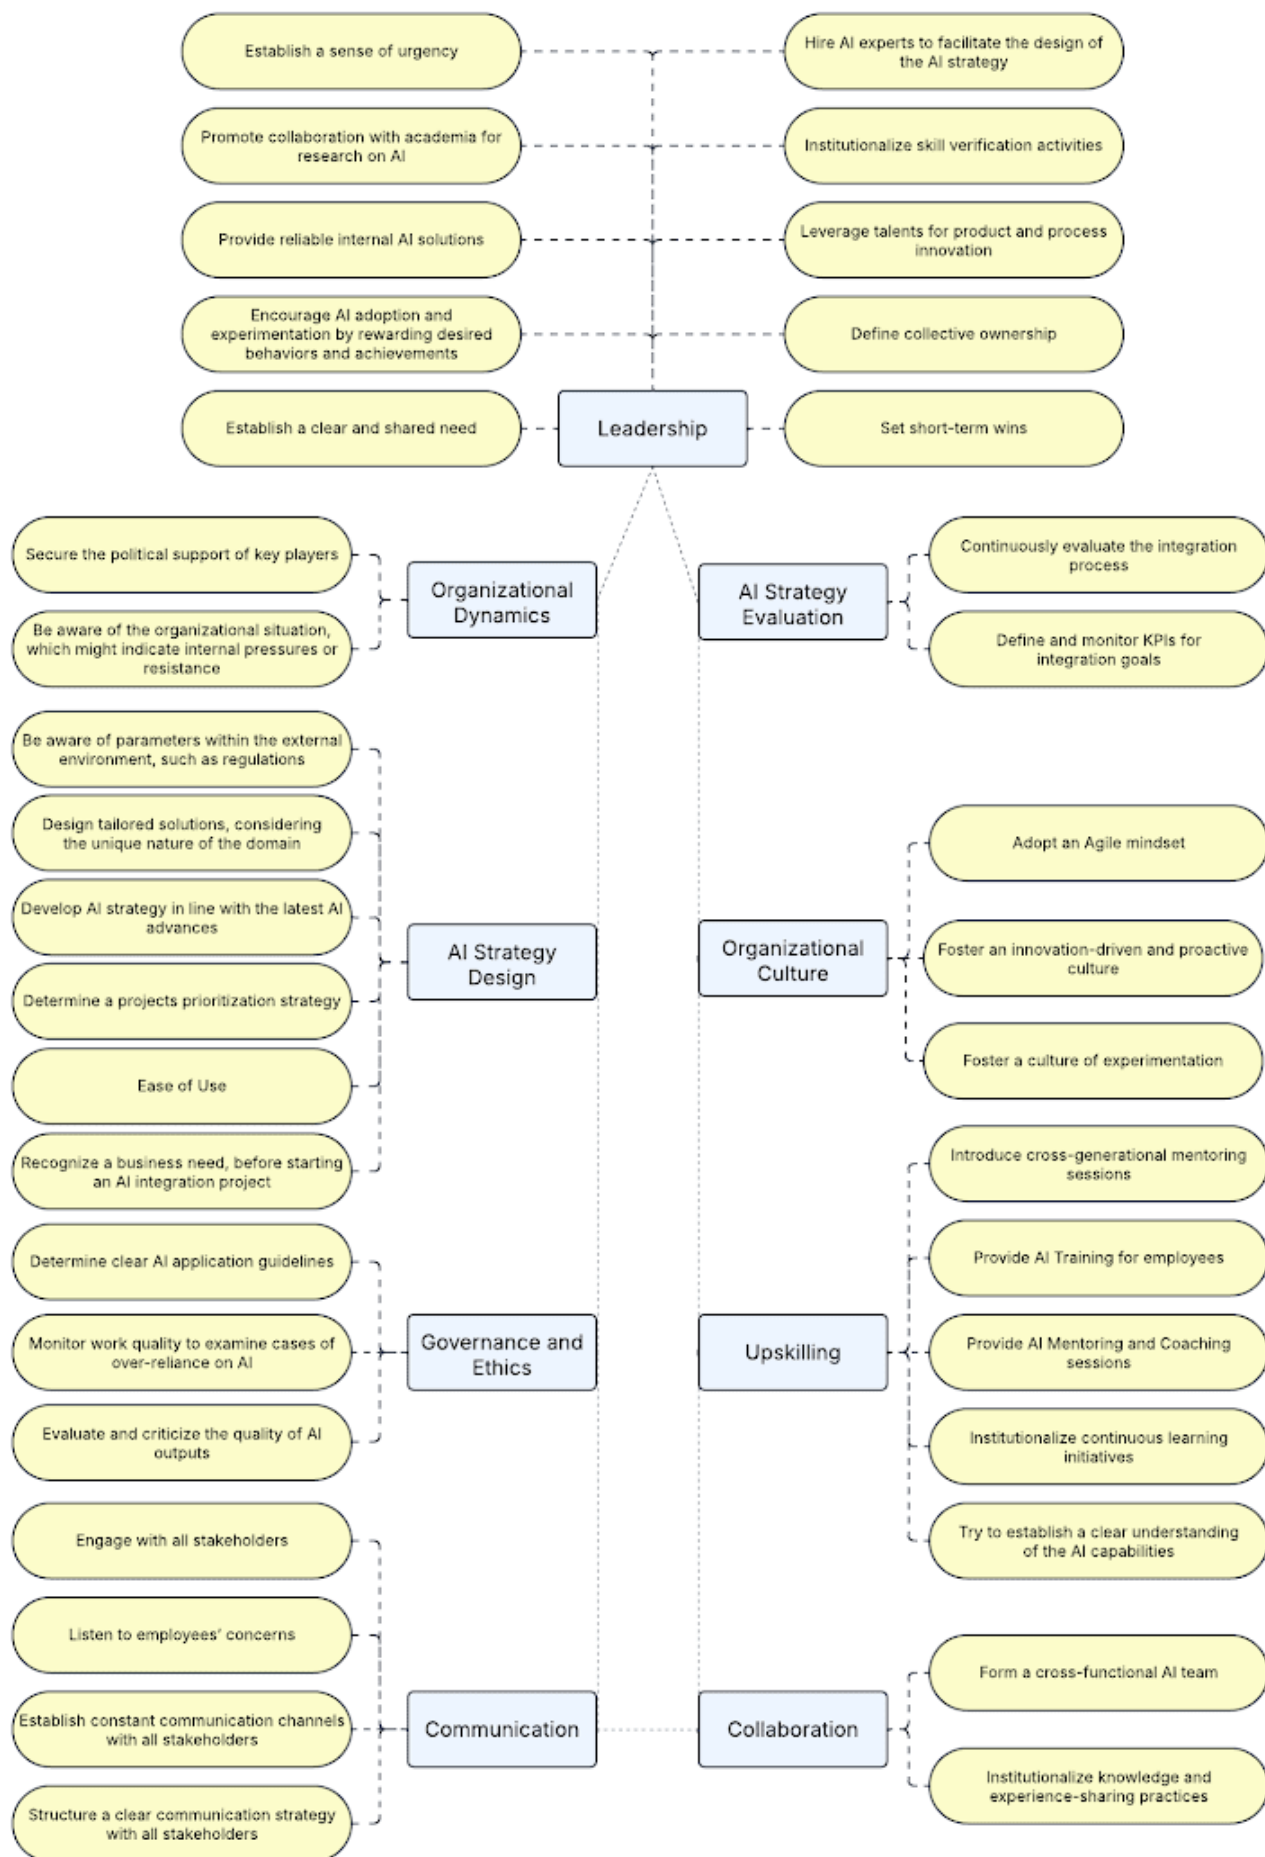 Establish a sense of urgency
Hire AI experts to facilitate the design of
the AI strategy
Promote collaboration with academia for
research on AI
Institutionalize skill verification activities
Provide reliable internal AI solutions
Leverage talents for product and process
innovation
Encourage AI adoption and
experimentation by rewarding desired
behaviors and achievements
Define collective ownership
Establish a clear and shared need
Leadership
Set short-term wins
Secure the political support of key players
Be aware of the organizational situation,
which might indicate internal pressures or
resistance
Organizational
Dynamics
AI Strategy
Evaluation
Continuously evaluate the integration
process
Define and monitor KPIs for
integration goals
Be aware of parameters within the external
environment, such as regulations
Design tailored solutions, considering
the unique nature of the domain
Develop AI strategy in line with the latest AI
advances
Determine a projects prioritization strategy
Ease of Use
Recognize a business need, before starting
an AI integration project
AI Strategy
Design
Organizational
Culture
Adopt an Agile mindset
Foster an innovation-driven and proactive
culture
Foster a culture of experimentation
Determine clear AI application guidelines
Monitor work quality to examine cases of
over-reliance on AI
Evaluate and criticize the quality of AI
outputs
Governance and
Ethics
Upskilling
Introduce cross-generational mentoring
sessions
Provide AI Training for employees
Provide AI Mentoring and Coaching
sessions
Institutionalize continuous learning
initiatives
Try to establish a clear understanding
of the AI capabilities
Engage with all stakeholders
Listen to employees’ concerns
Establish constant communication channels
with all stakeholders
Structure a clear communication strategy
with all stakeholders
Communication
Collaboration
Form a cross-functional AI team
Institutionalize knowledge and
experience-sharing practices